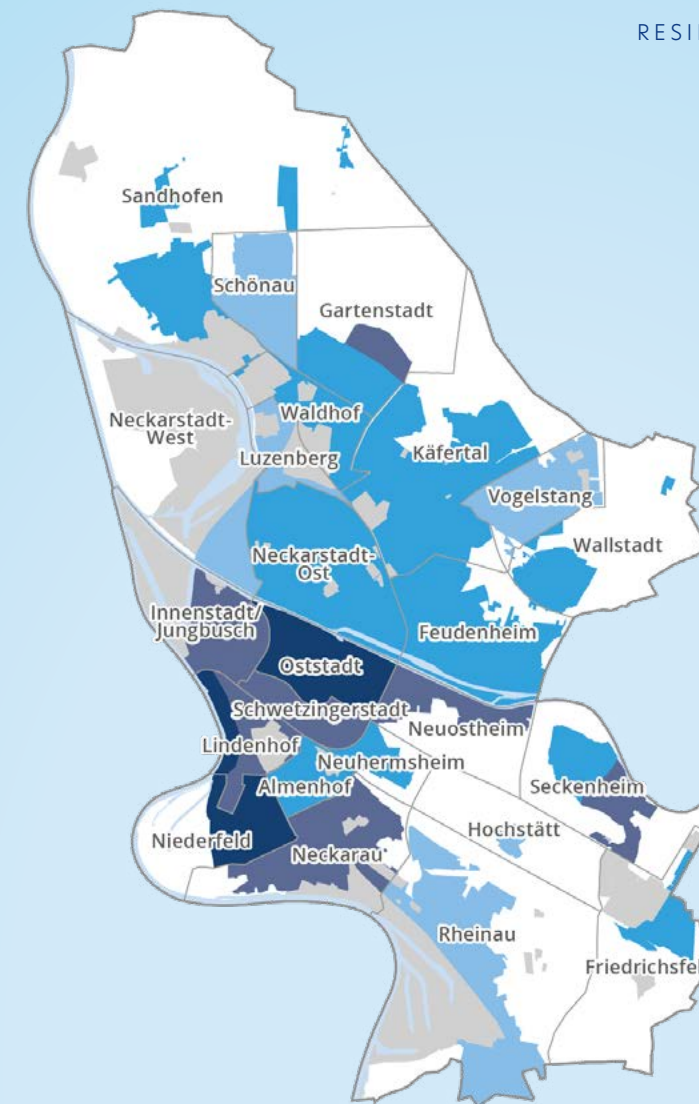 RESI
Sandhofen
Schönau
Gartenstadt
Neckarstadt-
West
Waldhof
Luzenberg
Käfertal
Vogelstang
Wallstadt
Neckarstadt-
Ost
Innenstadt/
Jungbusch
Feudenheim
Oststadt
Schwetzingerstadt
Neuostheim
Lindenhof
Neuhermsheim
Almenhof
Seckenheim
Niederfeld
Hochstätt
Neckarau
Rheinau
Friedrichsfel